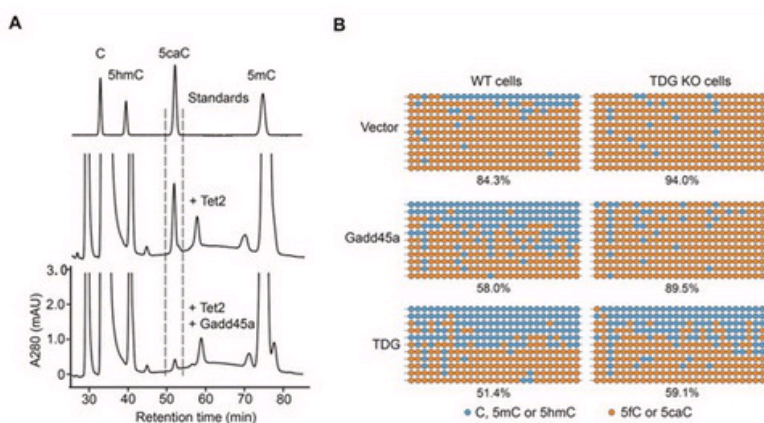 A
C
5hmC
5caC
5mC
Standards
+ Tet2
3.0
2.0
1.0
0
A280 (mAU)
+ Tet2
+ Gadd45a
30
40
50
60
70
80
Retention time (min)
B
WT cells
TDG KO cells
Vector
84.3%
94.0%
Gadd45a
58.0%
89.5%
TDG
51.4%
59.1%
C, 5mC or 5hmC
5fC or 5caC